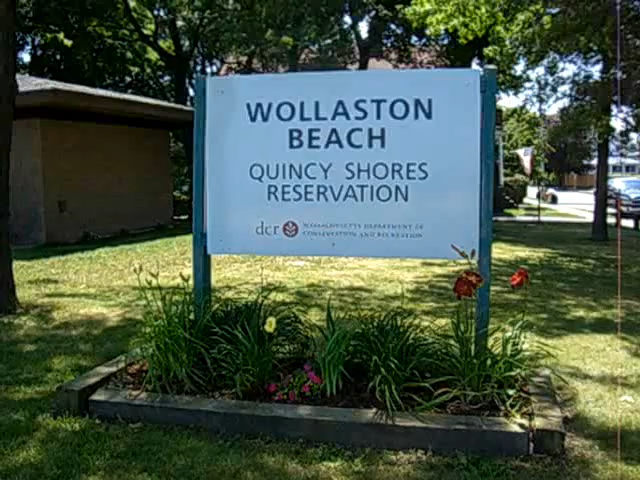 WOLLASTON
BEACH
QUINCY SHORES
RESERVATION
dcr MASSACHUSETTS DEPARTMENT OF
CONSERVATION AND RECREATION